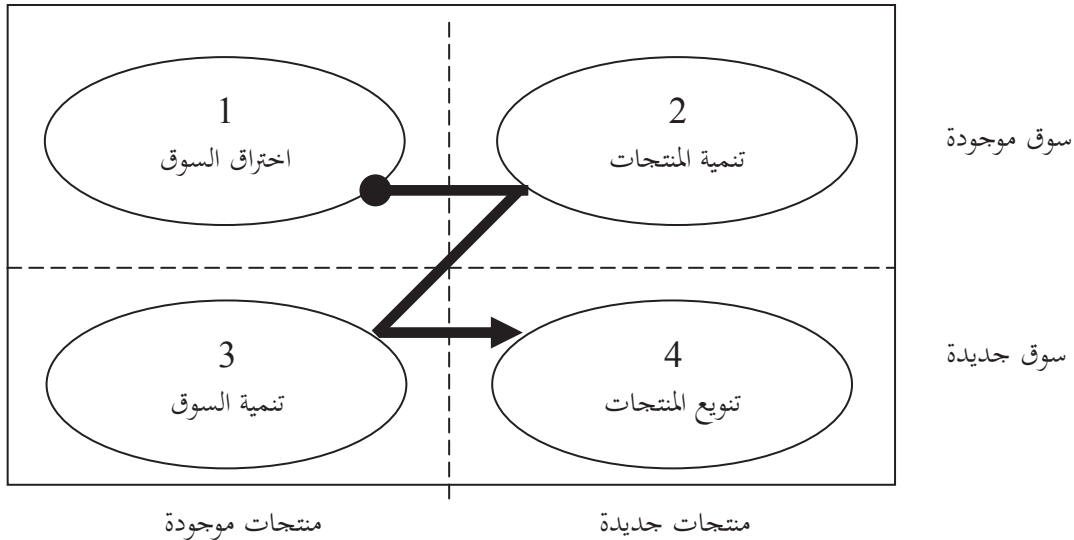 1
اختراق السوق
2
تنمية المنتجات
سوق موجودة
3
تنمية السوق
4
تنويع المنتجات
سوق جديدة
منتجات موجودة
منتجات جديدة